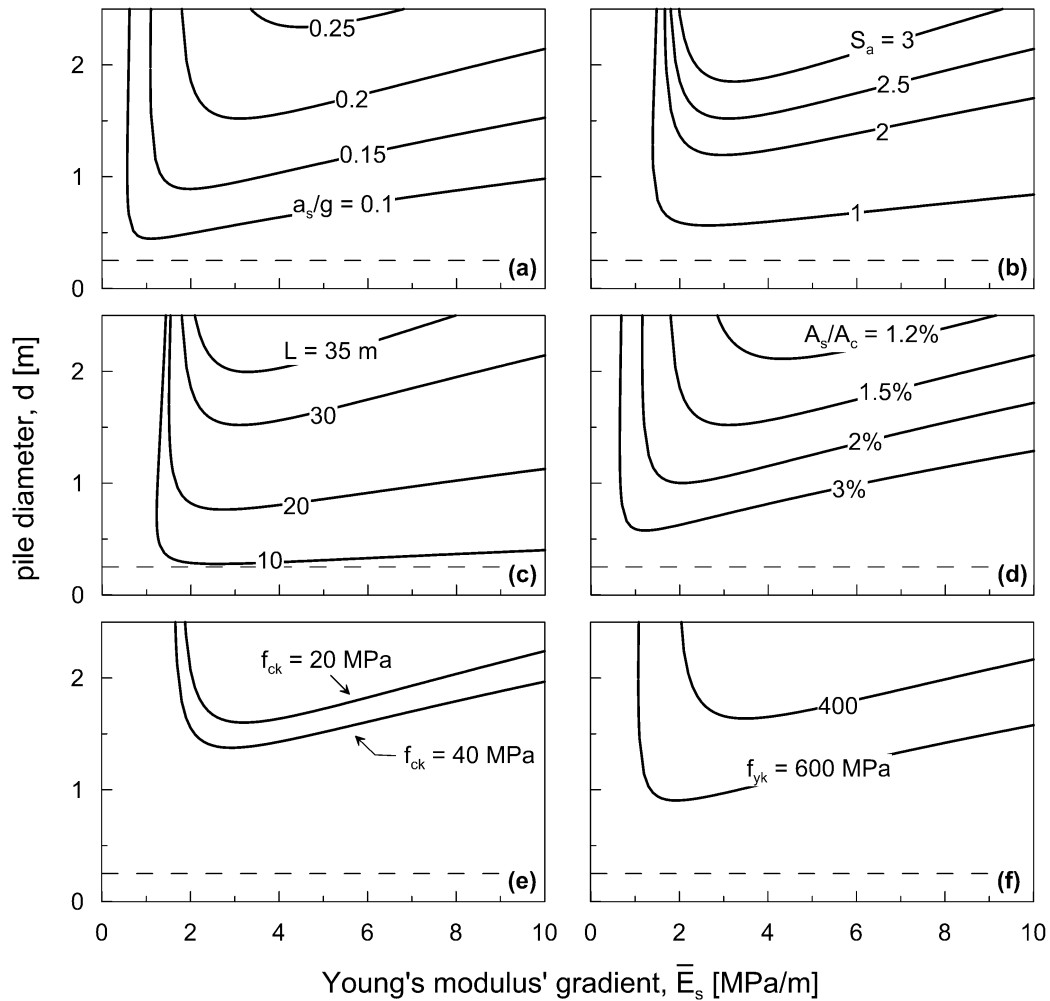 0.25
0.2
0.15
a_s/g = 0.1
(a)
2
1
0
S_a = 3
2.5
2
1
(b)
L = 35 m
30
20
10
(c)
2
1
0
A_s/A_c = 1.2%
1.5%
2%
3%
(d)
f_ck = 20 MPa
f_ck = 40 MPa
(e)
2
1
0
400
f_yk = 600 MPa
(f)
0 2 4 6 8 10
0 2 4 6 8 10
pile diameter, d [m]
Young's modulus' gradient, E̅_s [MPa/m]